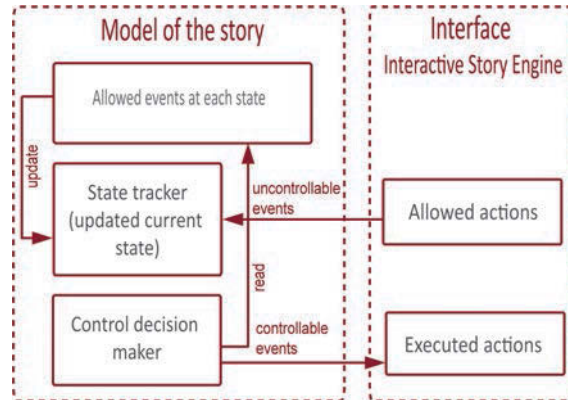 Model of the story
Allowed events at each state
update
State tracker
(updated current
state)
uncontrollable
events
read
Control decision
maker
controllable
events
Interface
Interactive Story Engine
Allowed actions
Executed actions